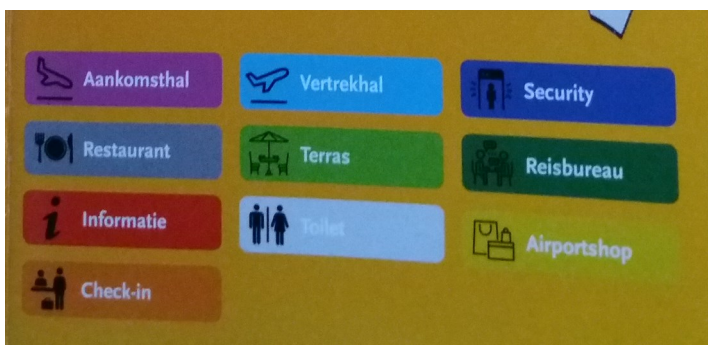 Aankomsthal
Vertrekhal
Security
Restaurant
Terras
Reisbureau
Informatie
Toilet
Airportshop
Check-in